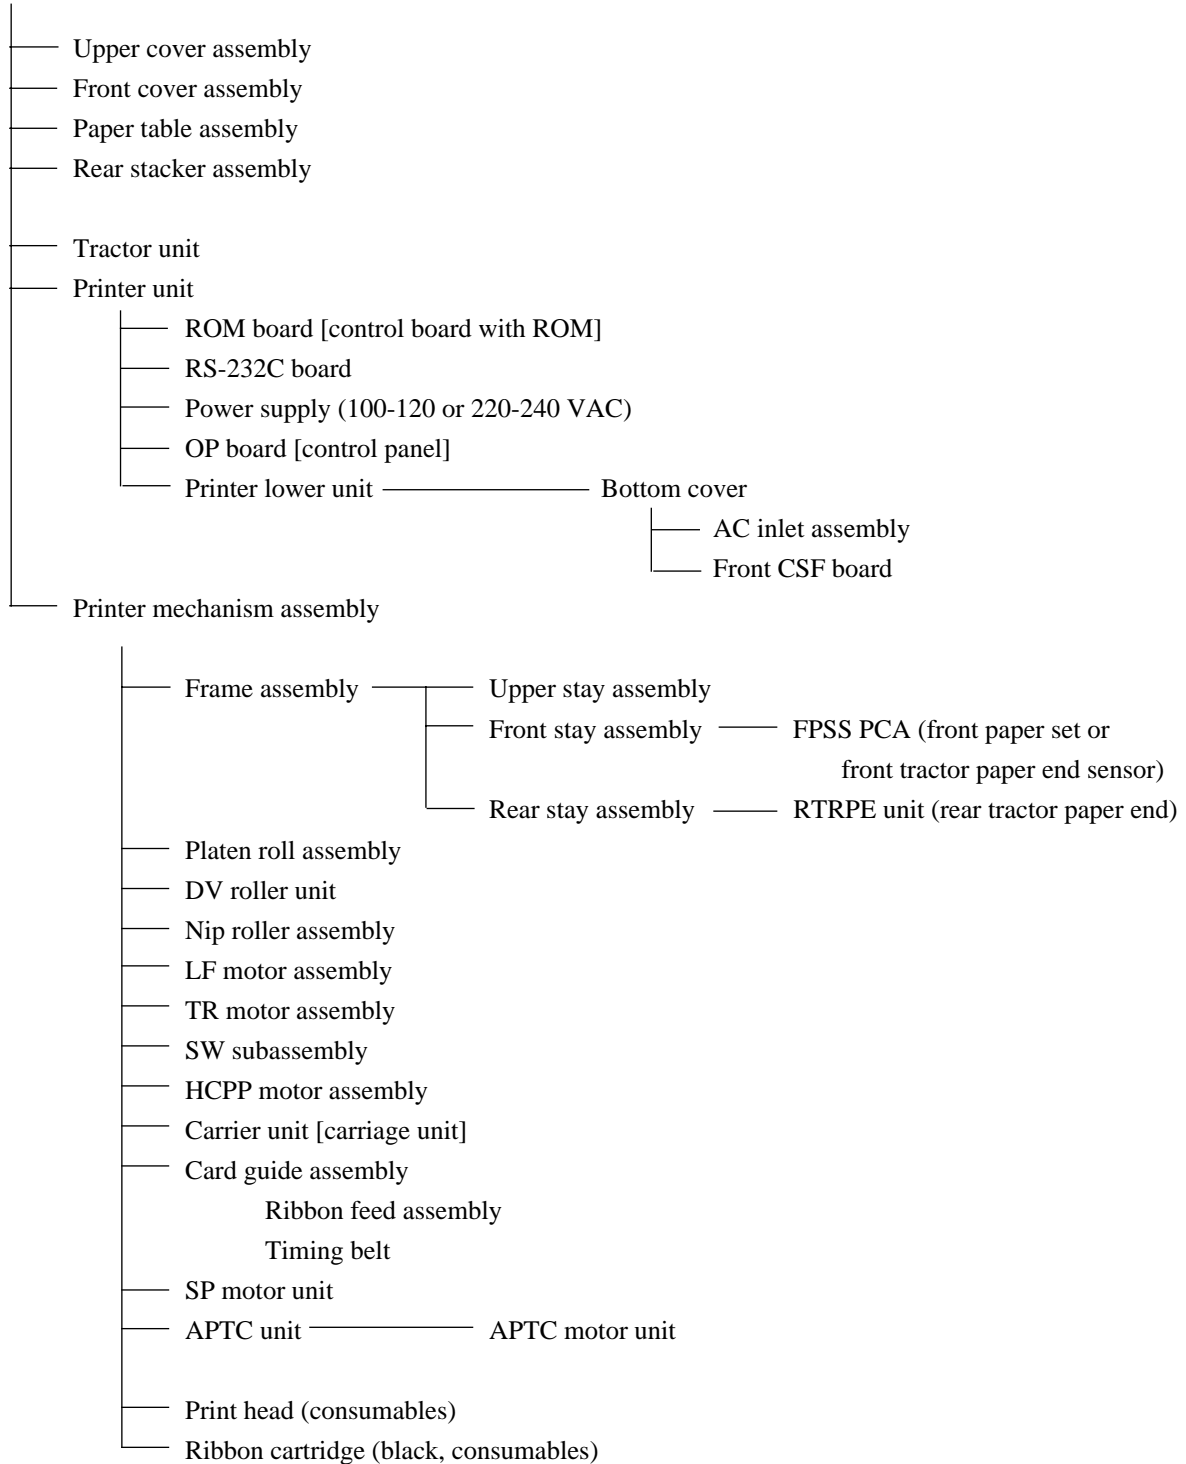 Upper cover assembly
Front cover assembly
Paper table assembly
Rear stacker assembly
Tractor unit
Printer unit
ROM board [control board with ROM]
RS-232C board
Power supply (100-120 or 220-240 VAC)
OP board [control panel]
Printer lower unit Bottom cover
AC inlet assembly
Front CSF board
Printer mechanism assembly
Frame assembly Upper stay assembly
Front stay assembly FPSS PCA (front paper set or
front tractor paper end sensor)
Rear stay assembly RTRPE unit (rear tractor paper end)
Platen roll assembly
DV roller unit
Nip roller assembly
LF motor assembly
TR motor assembly
SW subassembly
HCPP motor assembly
Carrier unit [carriage unit]
Card guide assembly
Ribbon feed assembly
Timing belt
SP motor unit
APTC unit APTC motor unit
Print head (consumables)
Ribbon cartridge (black, consumables)